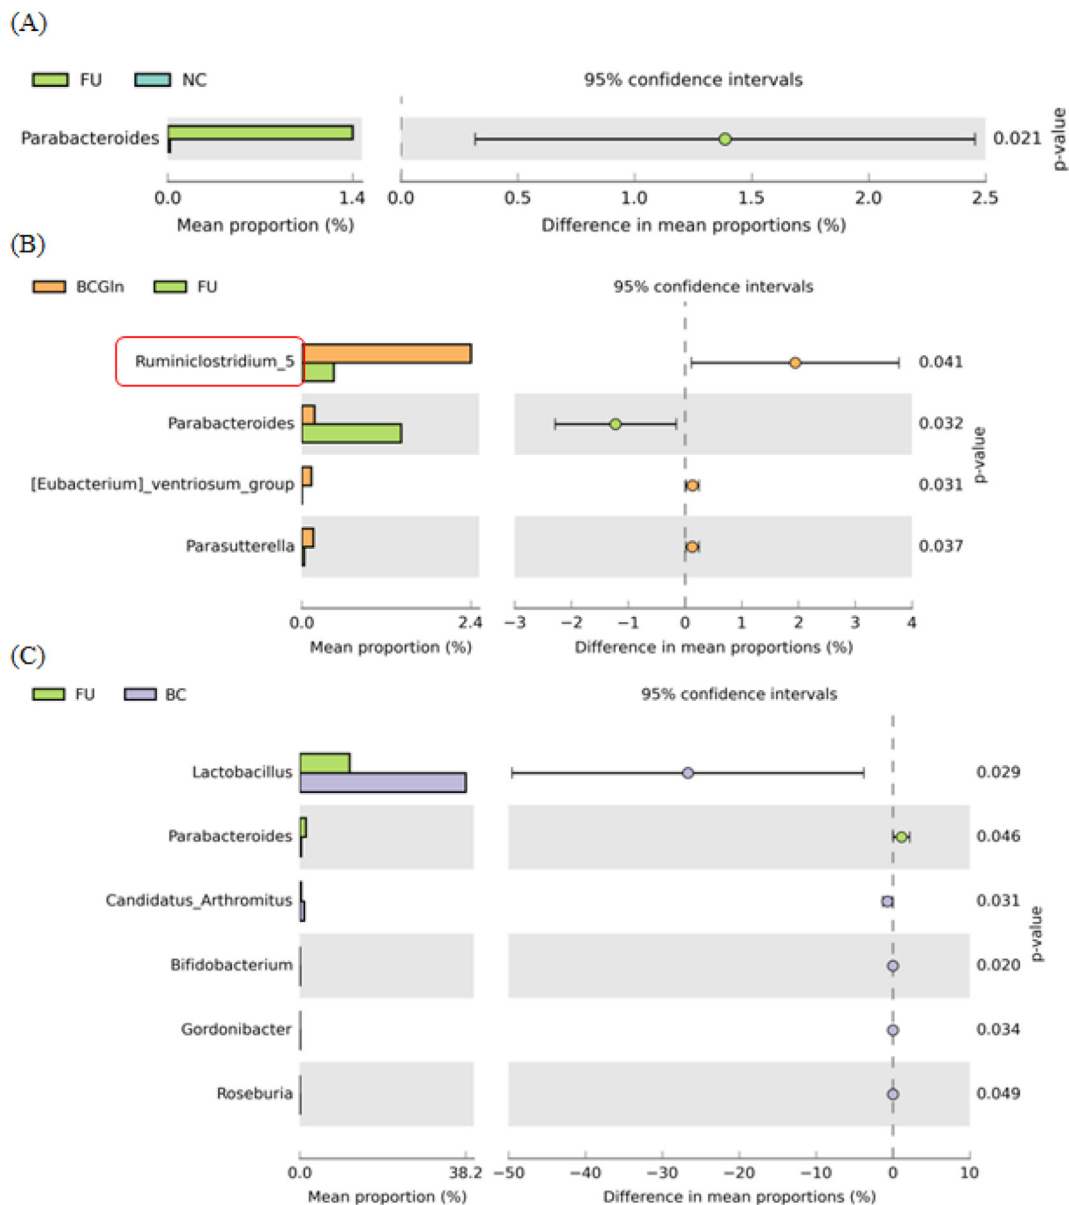 (A)
FU NC 95% confidence intervals
Parabacteroides 0.021
p-value
0.0 1.4 0.0 0.5 1.0 1.5 2.0 2.5
Mean proportion (%) Difference in mean proportions (%)
(B)
BCGln FU 95% confidence intervals
Ruminiclostridium_5 0.041
Parabacteroides 0.032
[Eubacterium]_ventriosum_group 0.031
Parasutterella 0.037
p-value
0.0 2.4 −3 −2 −1 0 1 2 3 4
Mean proportion (%) Difference in mean proportions (%)
(C)
FU BC 95% confidence intervals
Lactobacillus 0.029
Parabacteroides 0.046
Candidatus_Arthromitus 0.031
Bifidobacterium 0.020
Gordonibacter 0.034
Roseburia 0.049
p-value
0.0 38.2 −50 −40 −30 −20 −10 0 10
Mean proportion (%) Difference in mean proportions (%)